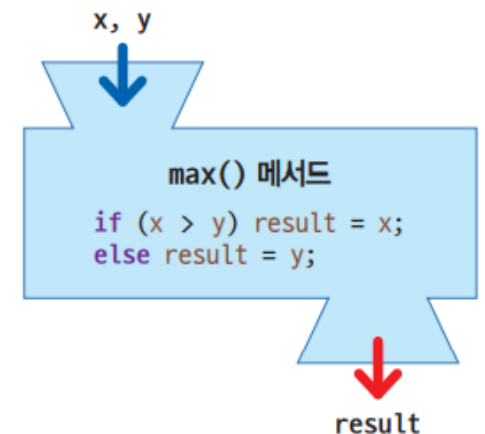 x, y
max() 메서드
if (x > y) result = x;
else result = y;
result